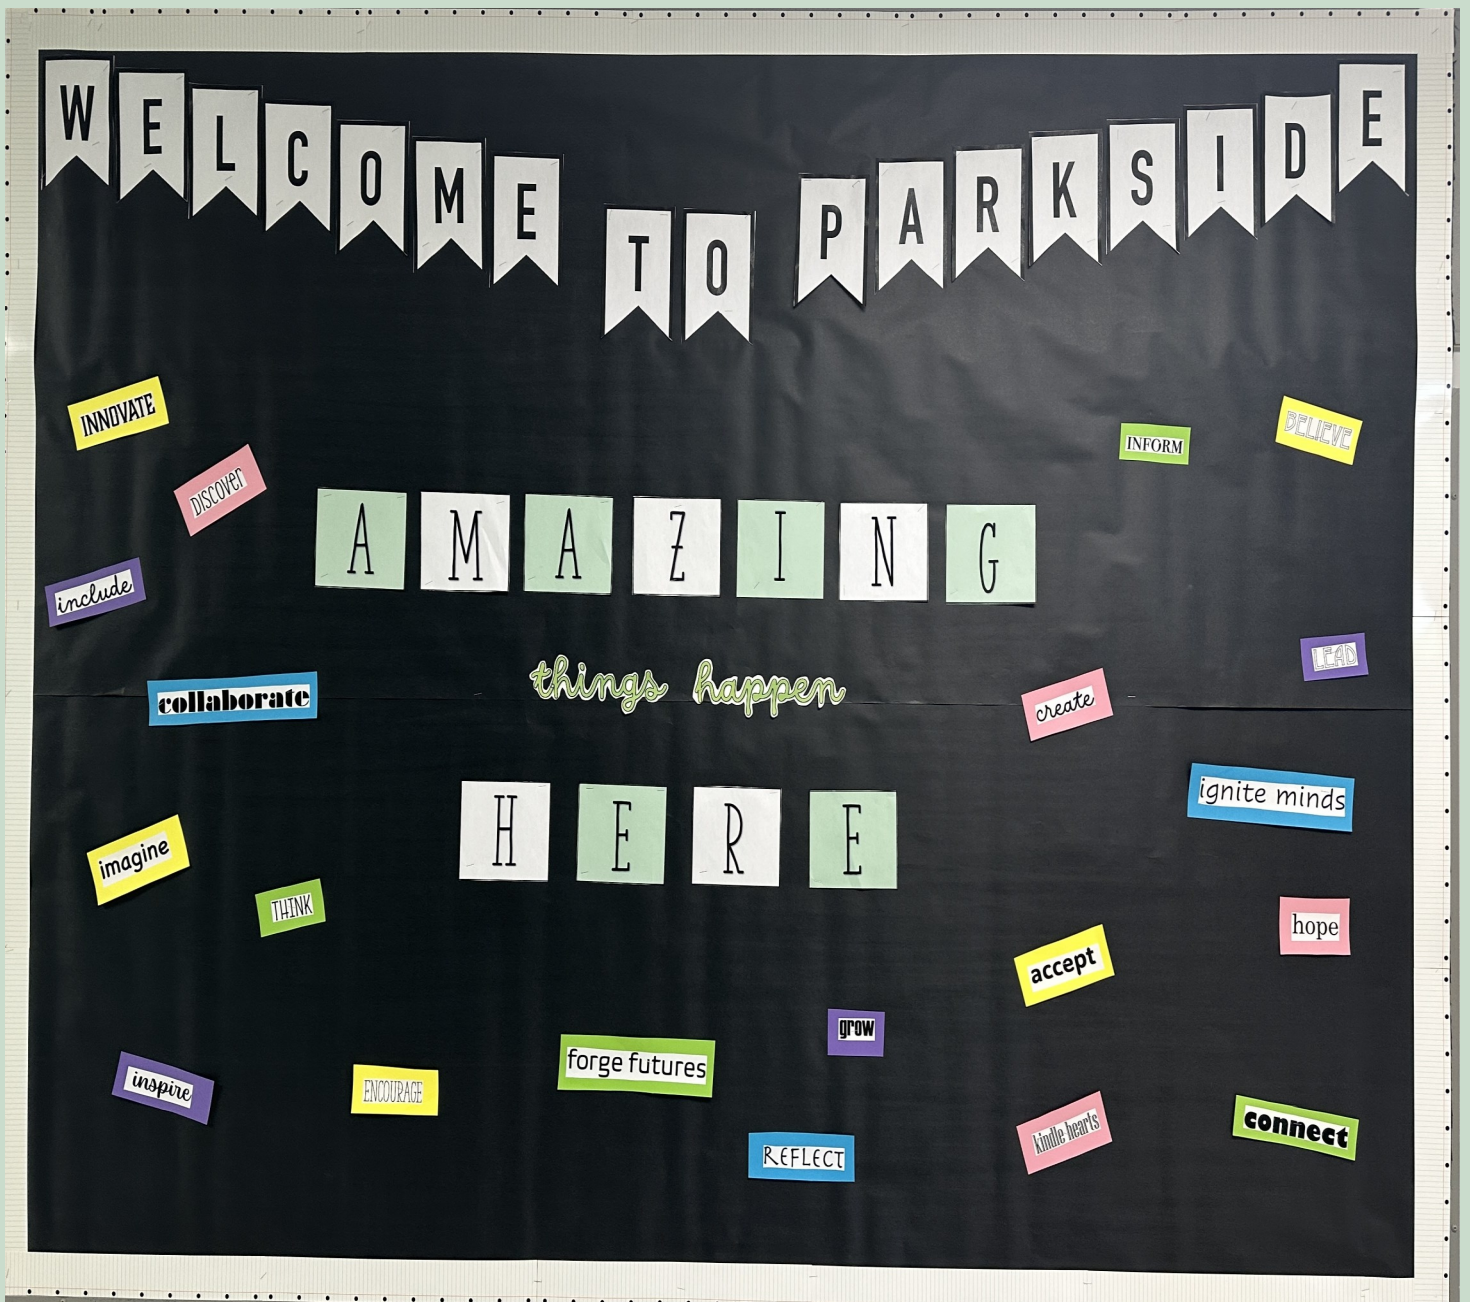 WELCOME TO PARKSIDE
INNOVATE
BELIEVE
INFORM
DISCOVER
AMAZING
include
LEAD
things happen
collaborate
create
ignite minds
HERE
imagine
THINK
hope
accept
grow
forge futures
inspire
ENCOURAGE
kindle hearts
connect
REFLECT